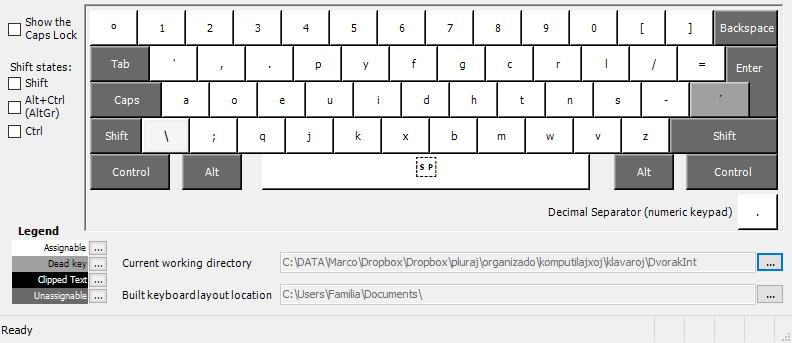 Show the
Caps Lock
Shift states:
Shift
Alt+Ctrl
(AltGr)
Ctrl
º 1 2 3 4 5 6 7 8 9 0 [ ] Backspace
Tab ' , . p y f g c r l / = Enter
Caps a o e u i d h t n s - ´
Shift \ ; q j k x b m w v z Shift
Control Alt SP Alt Control
Decimal Separator (numeric keypad) .
Legend
Assignable ...
Dead key ...
Clipped Text ...
Unassignable ...
Current working directory C:\DATA\Marco\Dropbox\Dropbox\pluraj\organizado\komputilajxoj\klavaroj\DvorakInt ...
Built keyboard layout location C:\Users\Familia\Documents\ ...
Ready